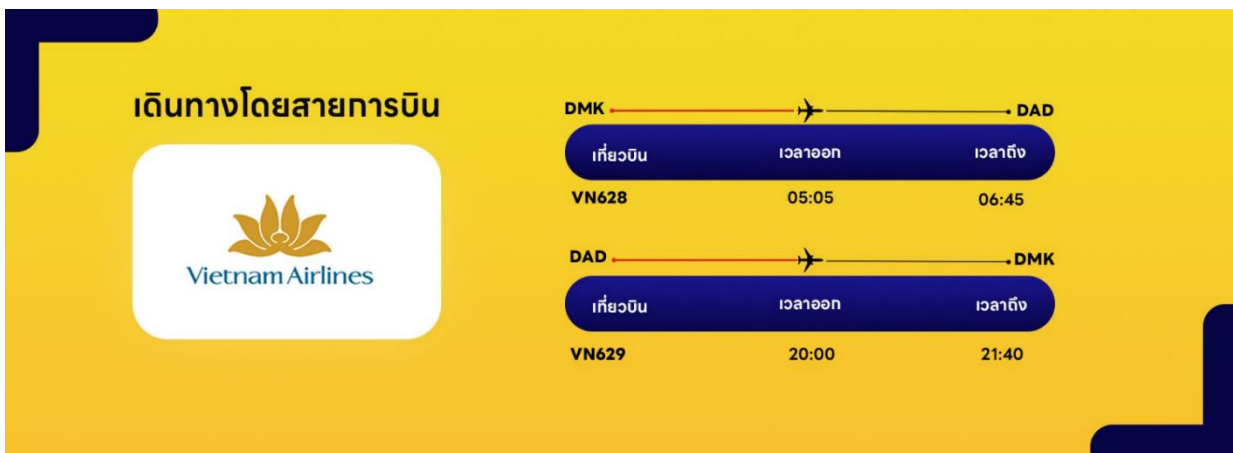 เดินทางโดยสายการบิน
Vietnam Airlines
DMK DAD
เที่ยวบิน เวลาออก เวลาถึง
VN628 05:05 06:45
DAD DMK
เที่ยวบิน เวลาออก เวลาถึง
VN629 20:00 21:40